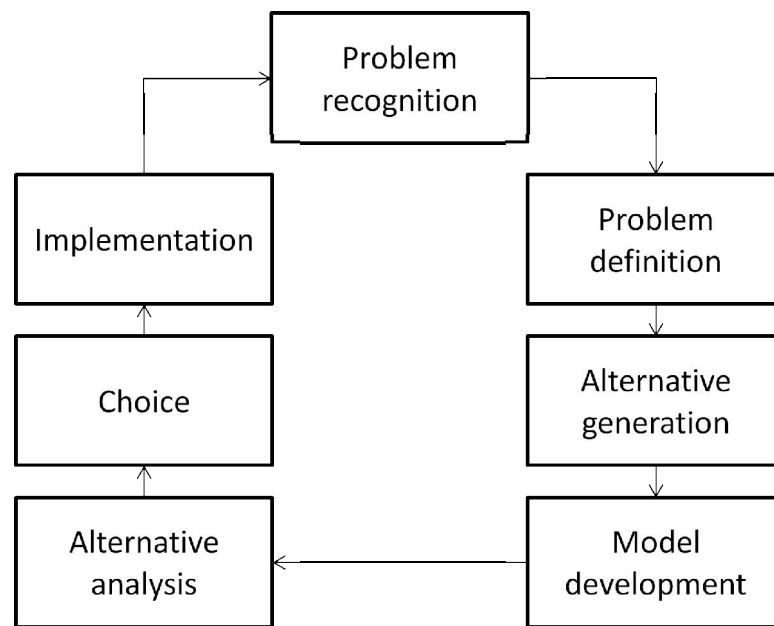 Problem
recognition
Problem
definition
Alternative
generation
Model
development
Alternative
analysis
Choice
Implementation